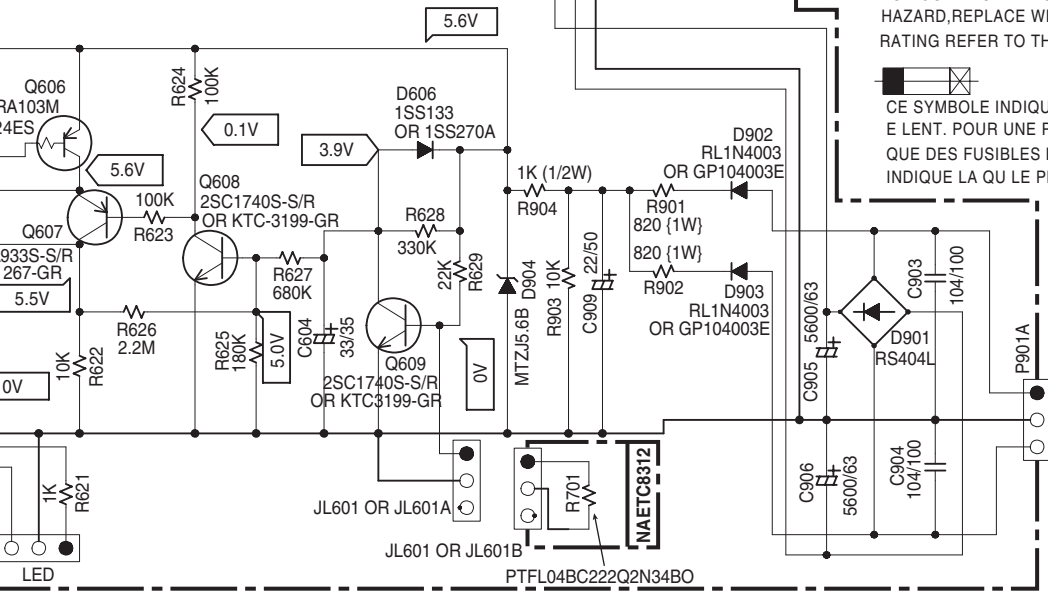 5.6V
HAZARD,REPLACE WI
RATING REFER TO TH
CE SYMBOLE INDIQU
E LENT. POUR UNE P
QUE DES FUSIBLES
INDIQUE LA QU LE P
Q606
RA103M
24ES
R624
100K
0.1V
3.9V
D606
1SS133
OR 1SS270A
5.6V
Q608
2SC1740S-S/R
OR KTC-3199-GR
100K
R623
Q607
933S-S/R
267-GR
5.5V
R627
680K
R628
330K
22K
R629
1K (1/2W)
R904
D902
RL1N4003
OR GP104003E
R901
820 {1W}
820 {1W}
R902
D903
RL1N4003
OR GP104003E
MTZJ5.6B D904
R903 10K
C909 22/50
C903
104/100
5600/63
C905
D901
RS404L
P901A
R626
2.2M
10K
R622
0V
R625
180K
5.0V
C604
33/35
Q609
2SC1740S-S/R
OR KTC3199-GR
0V
1K
R621
LED
JL601 OR JL601A
JL601 OR JL601B
R701
NAETC8312
PTFL04BC222Q2N34BO
C906
5600/63
C904
104/100